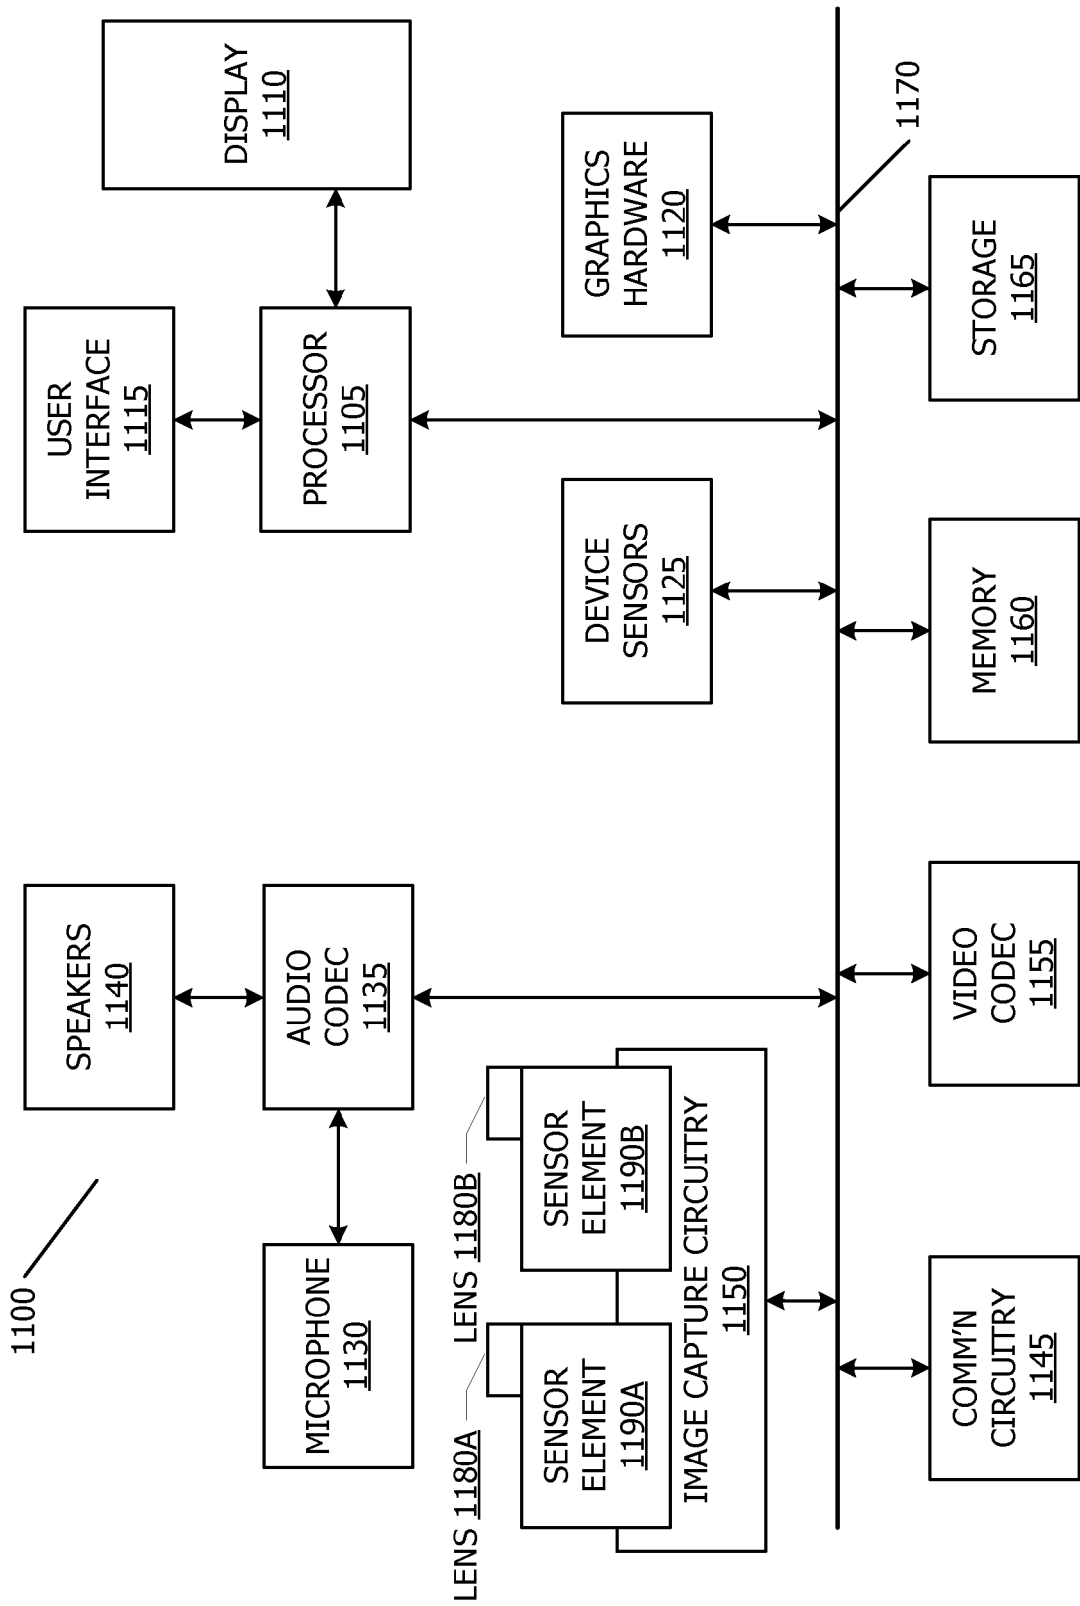 1100
SPEAKERS
1140
USER
INTERFACE
1115
DISPLAY
1110
MICROPHONE
1130
AUDIO
CODEC
1135
PROCESSOR
1105
LENS 1180A
LENS 1180B
SENSOR
ELEMENT
1190A
SENSOR
ELEMENT
1190B
IMAGE CAPTURE CIRCUITRY
1150
DEVICE
SENSORS
1125
GRAPHICS
HARDWARE
1120
1170
COMM'N
CIRCUITRY
1145
VIDEO
CODEC
1155
MEMORY
1160
STORAGE
1165